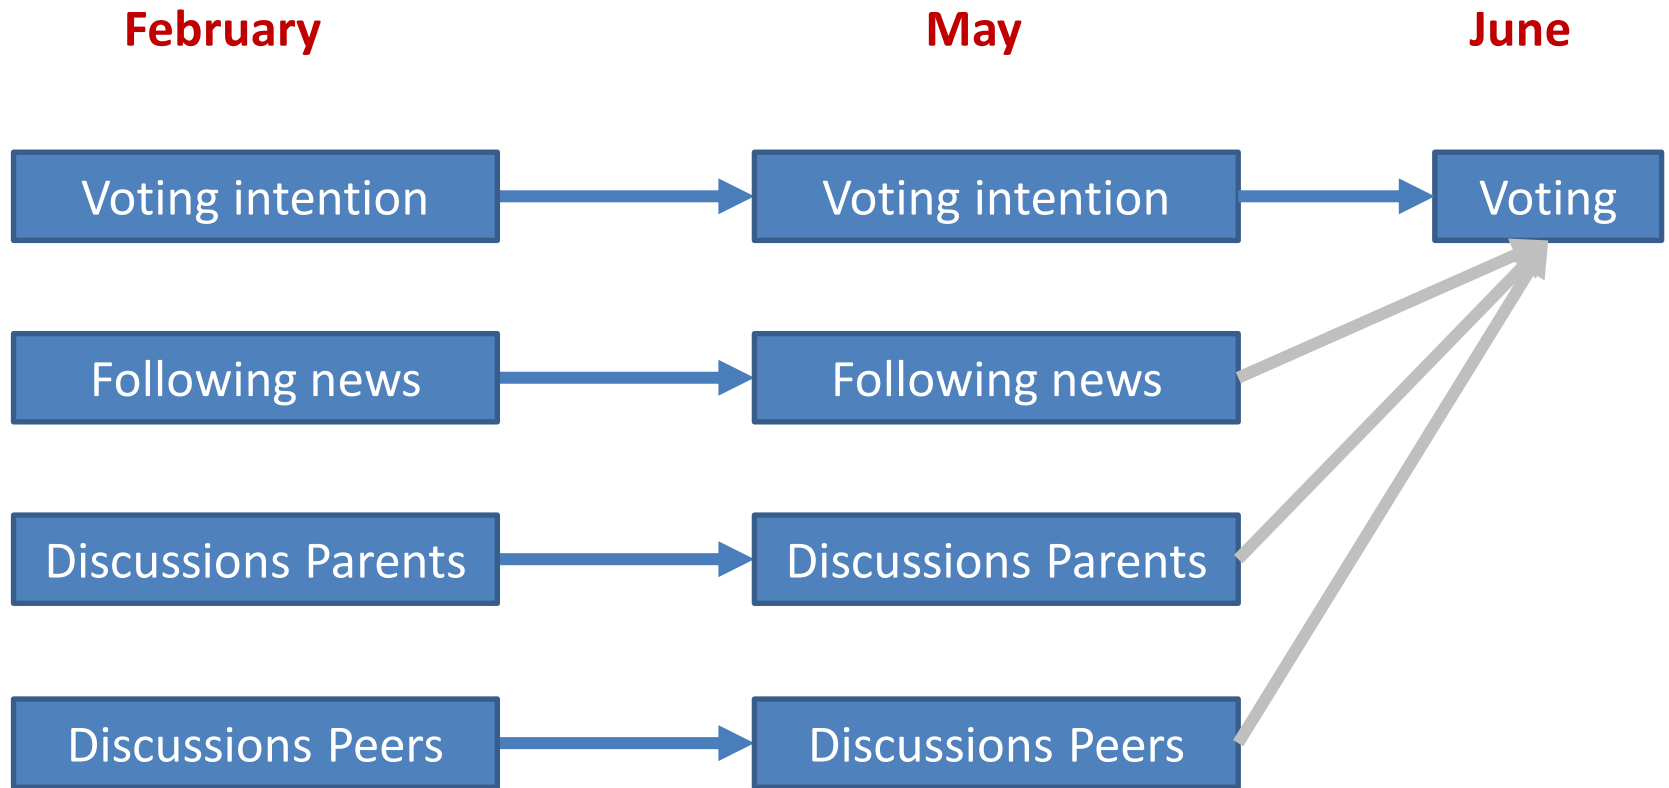 February
May
June
Voting intention
Voting intention
Voting
Following news
Following news
Discussions Parents
Discussions Parents
Discussions Peers
Discussions Peers